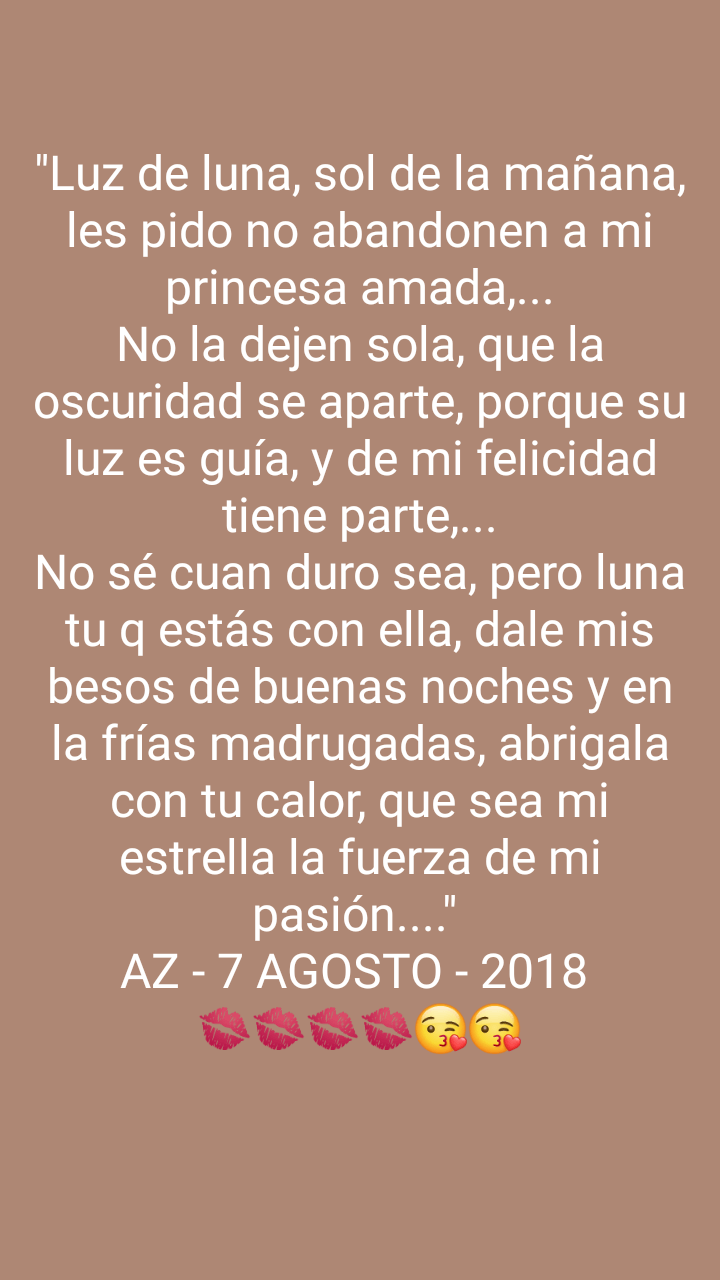 "Luz de luna, sol de la mañana,
les pido no abandonen a mi
princesa amada,...
No la dejen sola, que la
oscuridad se aparte, porque su
luz es guía, y de mi felicidad
tiene parte,...
No sé cuan duro sea, pero luna
tu q estás con ella, dale mis
besos de buenas noches y en
la frías madrugadas, abrigala
con tu calor, que sea mi
estrella la fuerza de mi
pasión...."
AZ - 7 AGOSTO - 2018
💋💋💋💋😘😘